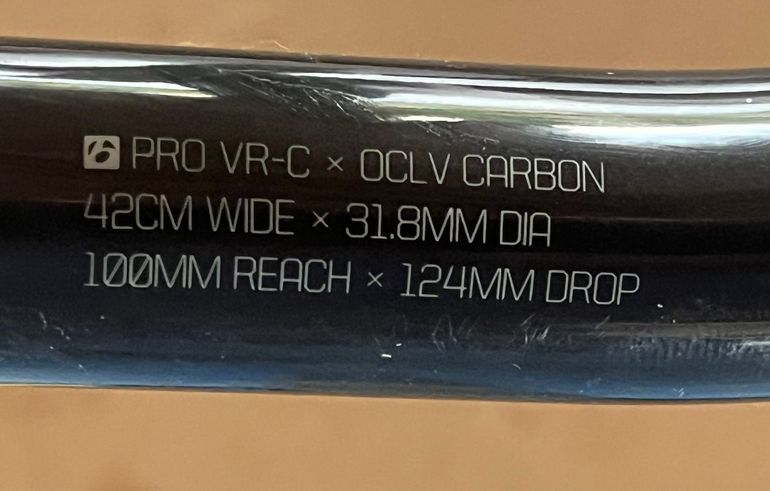 PRO VR-C × OCLV CARBON
42CM WIDE × 31.8MM DIA
100MM REACH × 124MM DROP